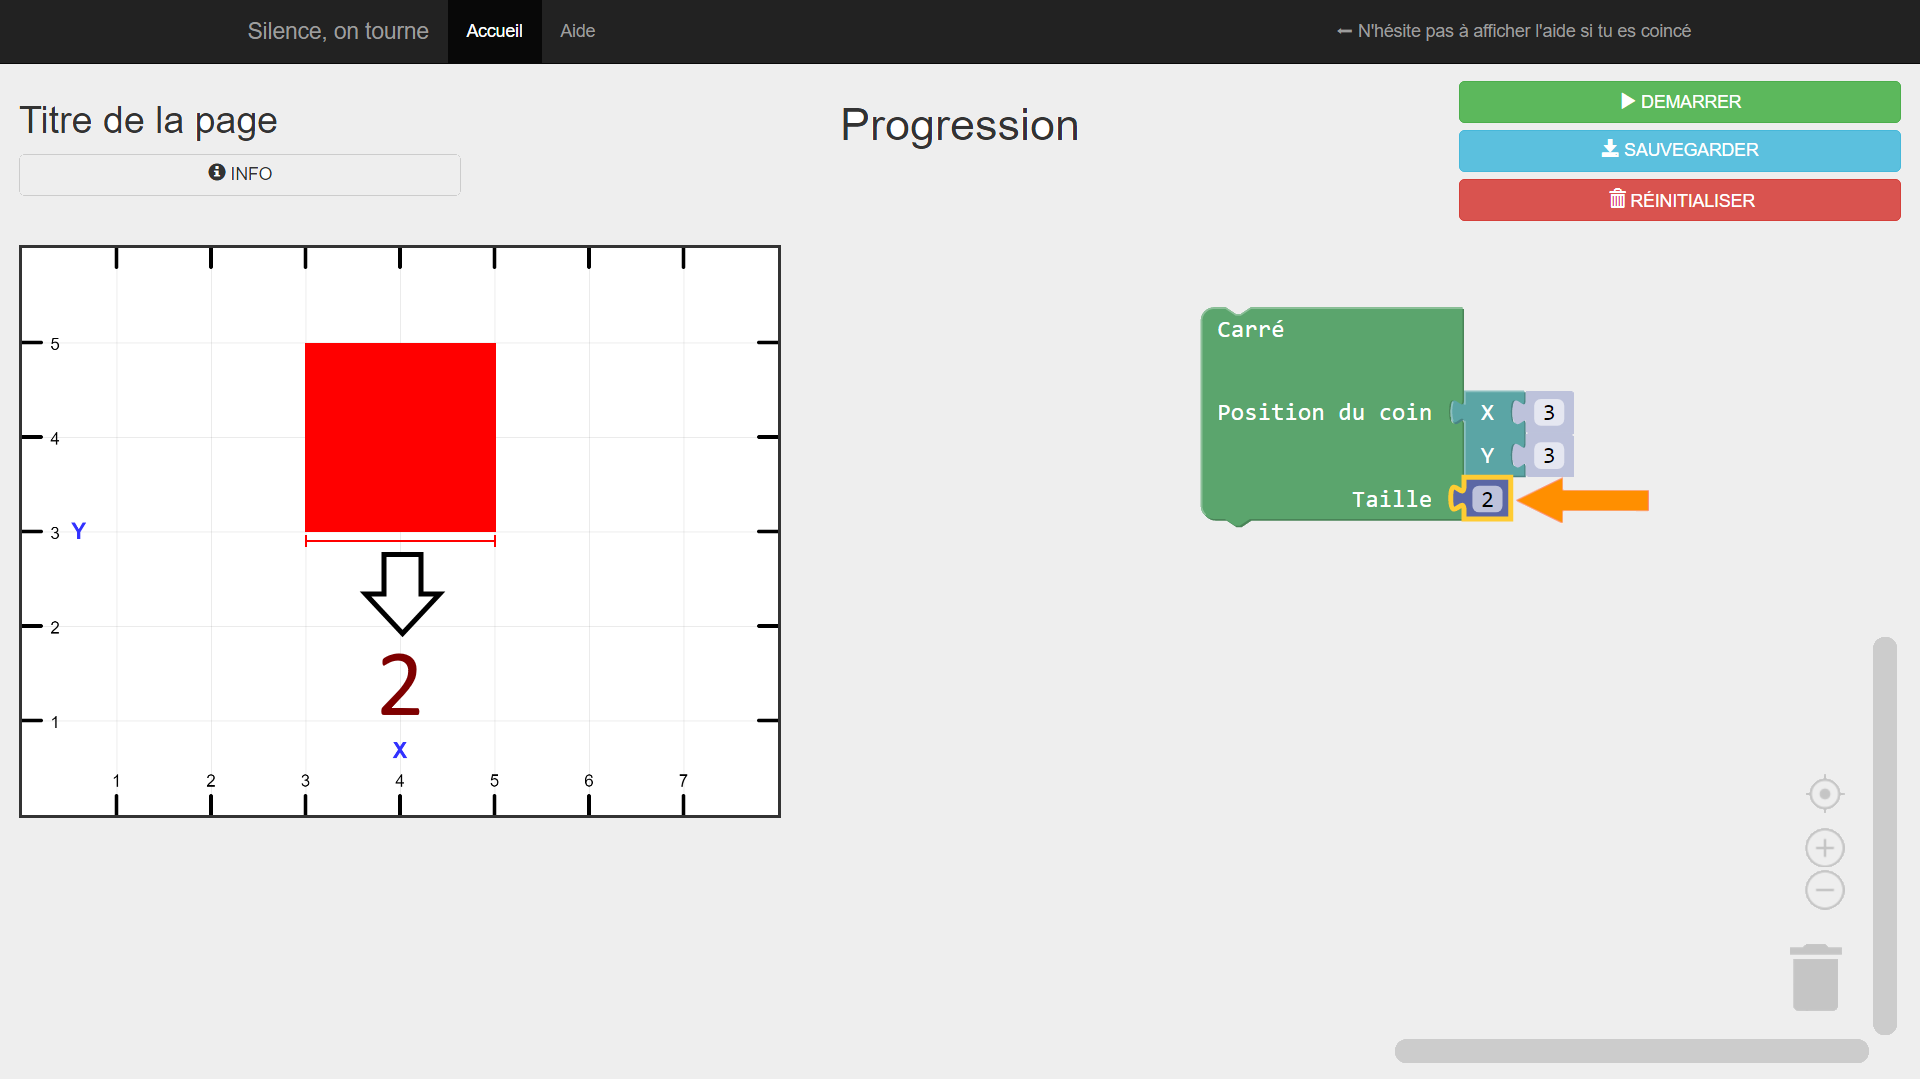 Silence, on tourne
Accueil
Aide
N'hésite pas à afficher l'aide si tu es coincé
Titre de la page
INFO
Progression
DEMARRER
SAUVEGARDER
RÉINITIALISER
5
4
3 Y
2
1
2
X
1 2 3 4 5 6 7
Carré
Position du coin X 3
Y 3
Taille 2